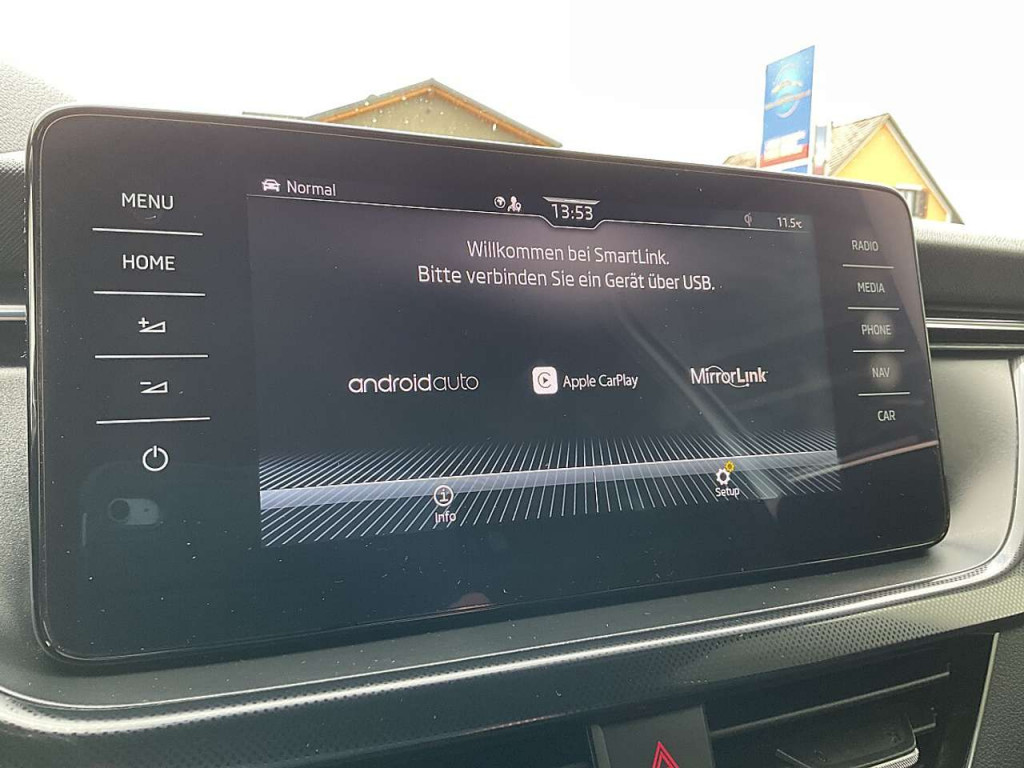 MENU
HOME
Normal
13:53
11.5°C
Willkommen bei SmartLink.
Bitte verbinden Sie ein Gerät über USB.
androidauto
Apple CarPlay
MirrorLink
Info
Setup
RADIO
MEDIA
PHONE
NAV
CAR